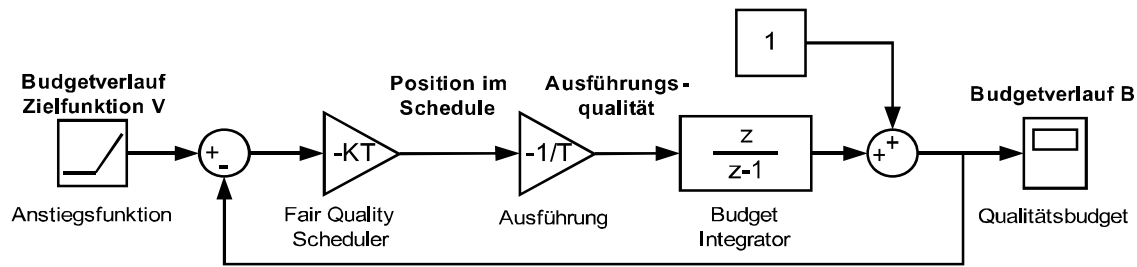 1
Budgetverlauf
Zielfunktion V
Position im
Schedule
Ausführungs-
qualität
Budgetverlauf B
+
-
-KT
-1/T
z
z-1
+
+
Anstiegsfunktion
Fair Quality
Scheduler
Ausführung
Budget
Integrator
Qualitätsbudget